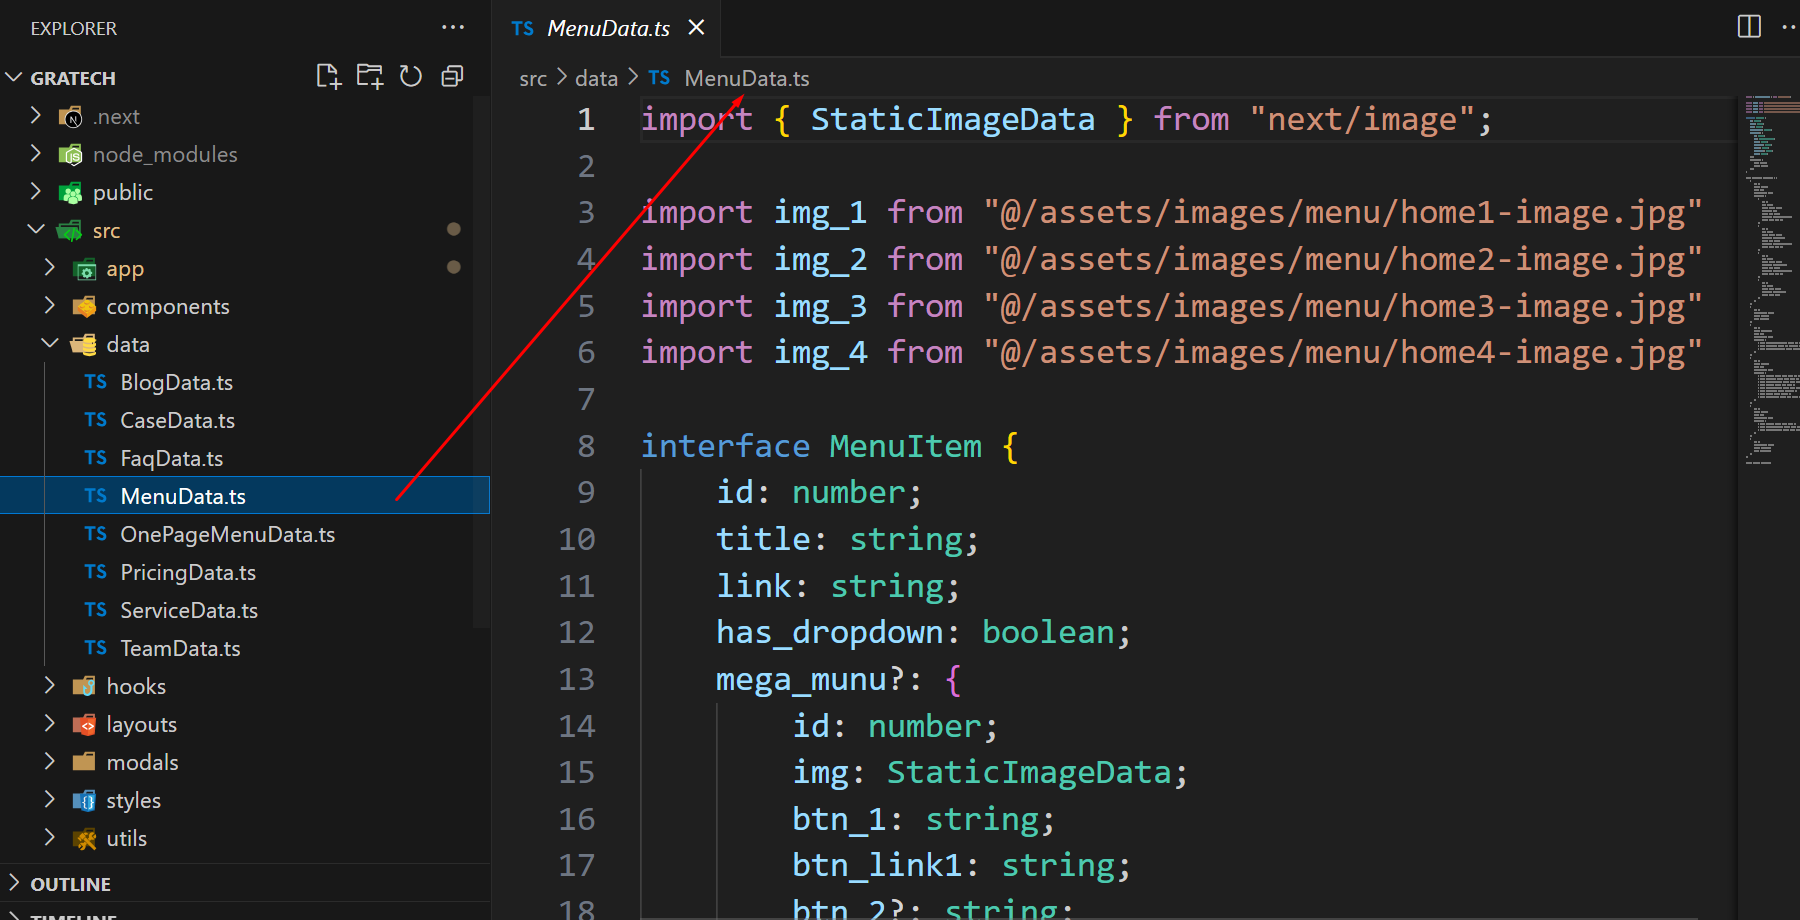 EXPLORER
GRATECH
.next
node_modules
public
src
app
components
data
TS BlogData.ts
TS CaseData.ts
TS FaqData.ts
TS MenuData.ts
TS OnePageMenuData.ts
TS PricingData.ts
TS ServiceData.ts
TS TeamData.ts
hooks
layouts
modals
styles
utils
OUTLINE
TIMELINE
TS MenuData.ts
src > data > TS MenuData.ts
1 import { StaticImageData } from "next/image";
2
3 import img_1 from "@/assets/images/menu/home1-image.jpg"
4 import img_2 from "@/assets/images/menu/home2-image.jpg"
5 import img_3 from "@/assets/images/menu/home3-image.jpg"
6 import img_4 from "@/assets/images/menu/home4-image.jpg"
7
8 interface MenuItem {
9 id: number;
10 title: string;
11 link: string;
12 has_dropdown: boolean;
13 mega_munu?: {
14 id: number;
15 img: StaticImageData;
16 btn_1: string;
17 btn_link1: string;
18 btn_2?: string;